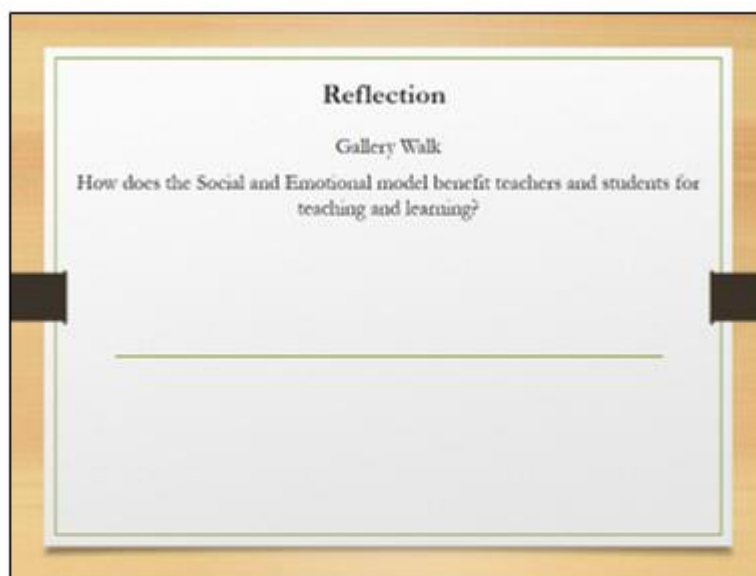 Reflection
Gallery Walk
How does the Social and Emotional model benefit teachers and students for
teaching and learning?